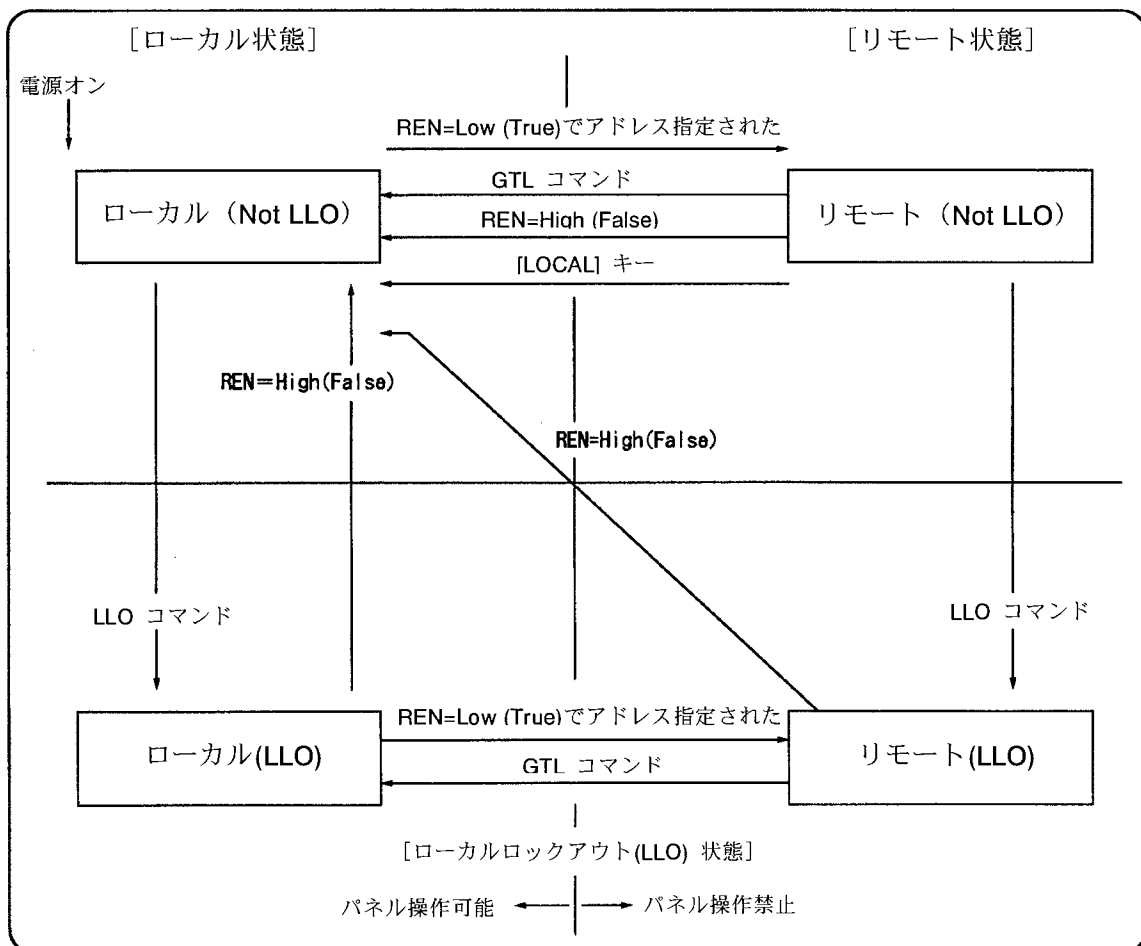 [ローカル状態]
[リモート状態]
電源オン
REN=Low (True)でアドレス指定された
GTL コマンド
ローカル（Not LLO）
リモート（Not LLO）
REN=High (False)
[LOCAL] キー
REN=High(False)
REN=High(False)
LLO コマンド
LLO コマンド
REN=Low (True)でアドレス指定された
ローカル(LLO)
リモート(LLO)
GTL コマンド
[ローカルロックアウト(LLO) 状態]
パネル操作可能
パネル操作禁止